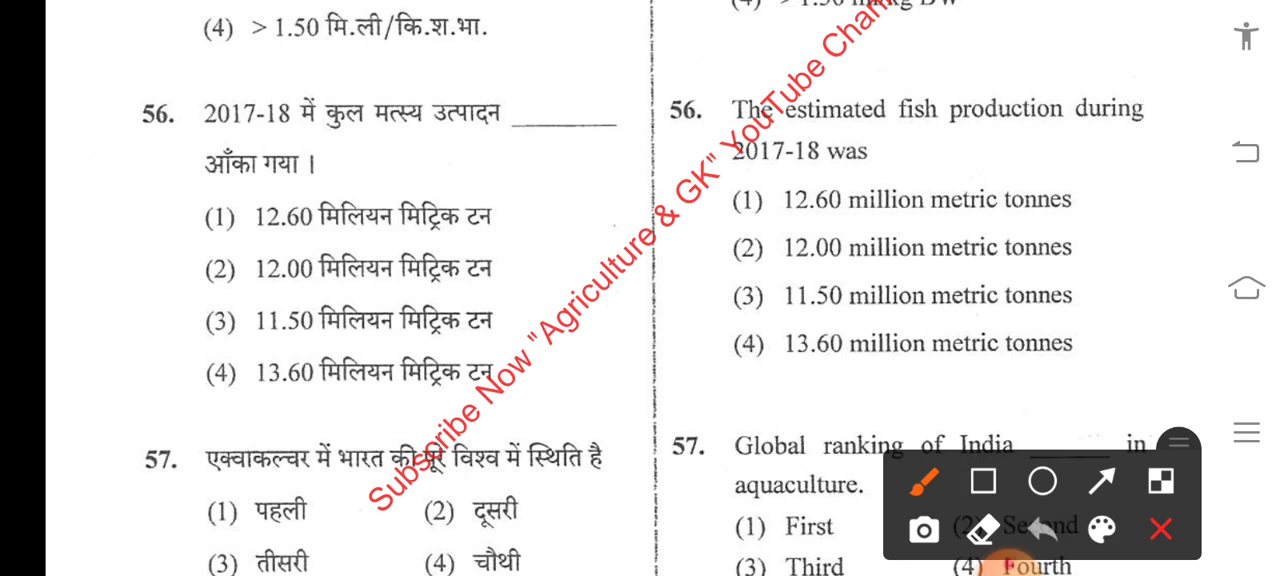 (4) > 1.50 मि.ली/कि.श.भा.
56. 2017-18 में कुल मत्स्य उत्पादन ________
आँका गया ।
(1) 12.60 मिलियन मिट्रिक टन
(2) 12.00 मिलियन मिट्रिक टन
(3) 11.50 मिलियन मिट्रिक टन
(4) 13.60 मिलियन मिट्रिक टन
57. एक्वाकल्चर में भारत की पूरे विश्व में स्थिति है
(1) पहली (2) दूसरी
(3) तीसरी (4) चौथी
56. The estimated fish production during
2017-18 was
(1) 12.60 million metric tonnes
(2) 12.00 million metric tonnes
(3) 11.50 million metric tonnes
(4) 13.60 million metric tonnes
57. Global ranking of India ______ in
aquaculture.
(1) First (2) Second
(3) Third (4) Fourth
Subscribe Now "Agriculture & GK" YouTube